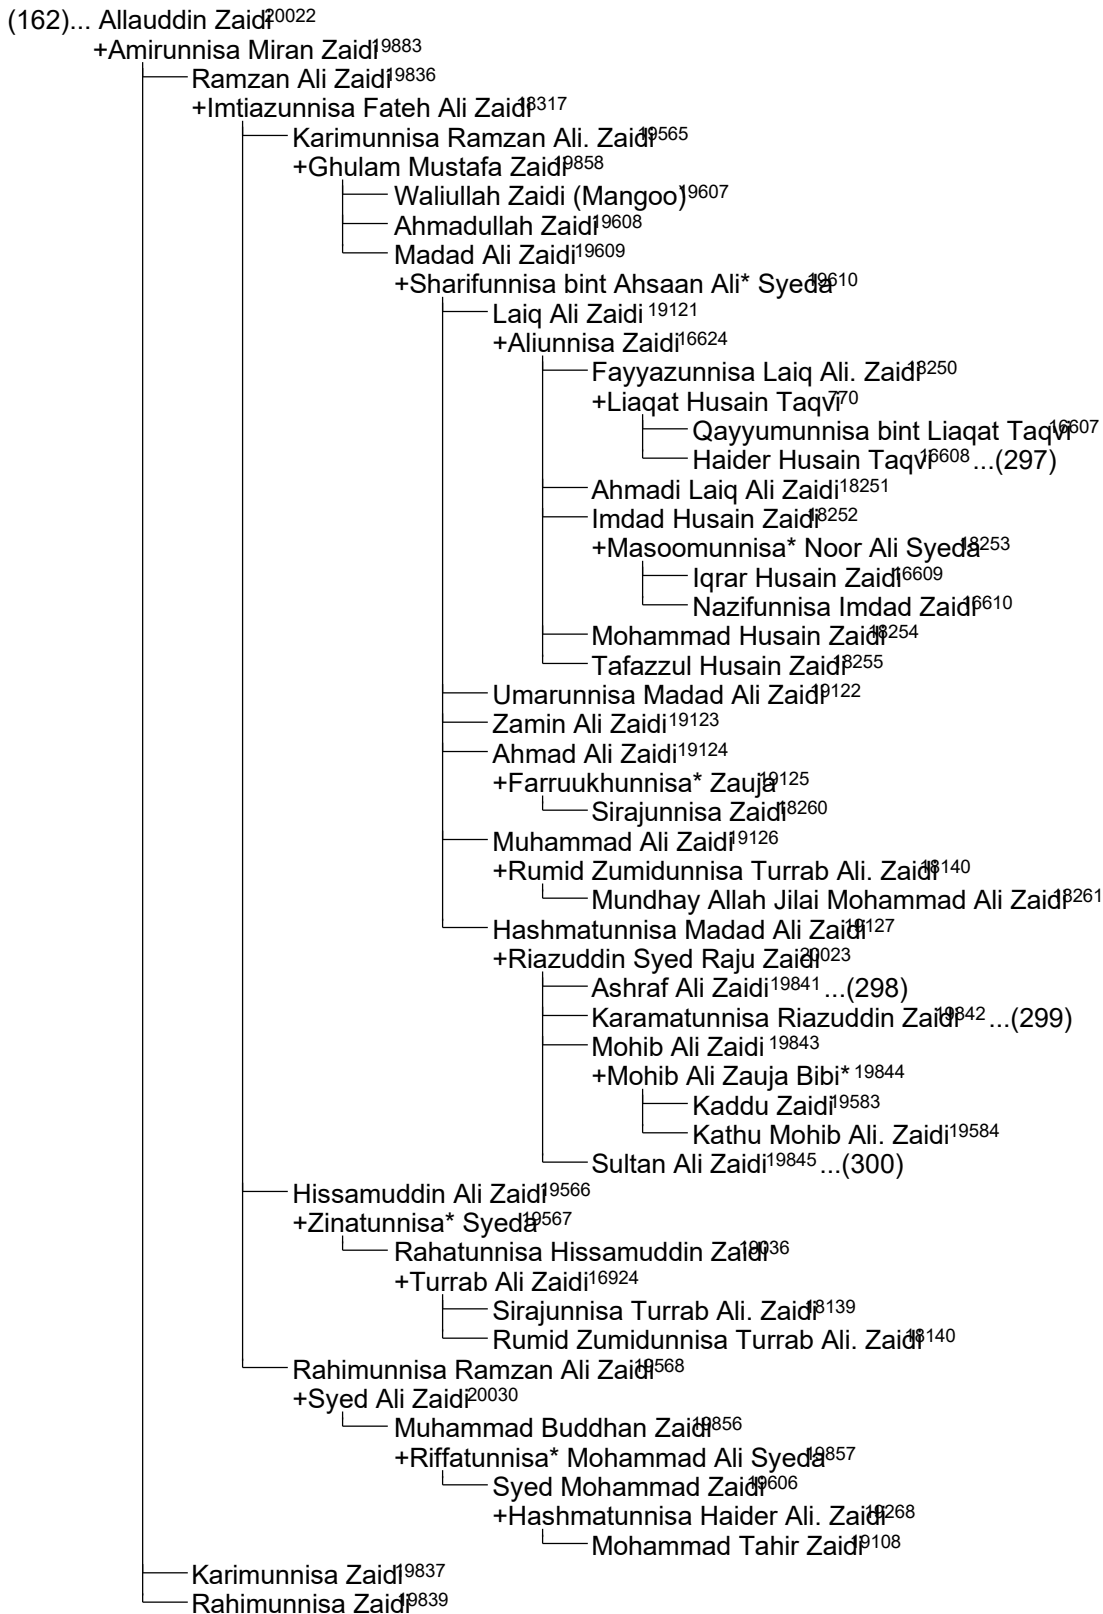 (162)... Allauddin Zaidi20022
+Amirunnisa Miran Zaidi19883
Ramzan Ali Zaidi19836
+Imtiazunnisa Fateh Ali Zaidi18317
Karimunnisa Ramzan Ali. Zaidi19565
+Ghulam Mustafa Zaidi19858
Waliullah Zaidi (Mangoo)19607
Ahmadullah Zaidi19608
Madad Ali Zaidi19609
+Sharifunnisa bint Ahsaan Ali* Syeda19610
Laiq Ali Zaidi 19121
+Aliunnisa Zaidi16624
Fayyazunnisa Laiq Ali. Zaidi18250
+Liaqat Husain Taqvi770
Qayyumunnisa bint Liaqat Taqvi16607
Haider Husain Taqvi16608 ...(297)
Ahmadi Laiq Ali Zaidi18251
Imdad Husain Zaidi18252
+Masoomunnisa* Noor Ali Syeda18253
Iqrar Husain Zaidi16609
Nazifunnisa Imdad Zaidi16610
Mohammad Husain Zaidi18254
Tafazzul Husain Zaidi18255
Umarunnisa Madad Ali Zaidi19122
Zamin Ali Zaidi19123
Ahmad Ali Zaidi19124
+Farruukhunnisa* Zauja19125
Sirajunnisa Zaidi18260
Muhammad Ali Zaidi19126
+Rumid Zumidunnisa Turrab Ali. Zaidi18140
Mundhay Allah Jilai Mohammad Ali Zaidi18261
Hashmatunnisa Madad Ali Zaidi19127
+Riazuddin Syed Raju Zaidi20023
Ashraf Ali Zaidi19841 ...(298)
Karamatunnisa Riazuddin Zaidi19842 ...(299)
Mohib Ali Zaidi 19843
+Mohib Ali Zauja Bibi* 19844
Kaddu Zaidi19583
Kathu Mohib Ali. Zaidi19584
Sultan Ali Zaidi19845 ...(300)
Hissamuddin Ali Zaidi19566
+Zinatunnisa* Syeda19567
Rahatunnisa Hissamuddin Zaidi19036
+Turrab Ali Zaidi16924
Sirajunnisa Turrab Ali. Zaidi18139
Rumid Zumidunnisa Turrab Ali. Zaidi18140
Rahimunnisa Ramzan Ali Zaidi19568
+Syed Ali Zaidi20030
Muhammad Buddhan Zaidi19856
+Riffatunnisa* Mohammad Ali Syeda19857
Syed Mohammad Zaidi19606
+Hashmatunnisa Haider Ali. Zaidi19268
Mohammad Tahir Zaidi19108
Karimunnisa Zaidi19837
Rahimunnisa Zaidi19839